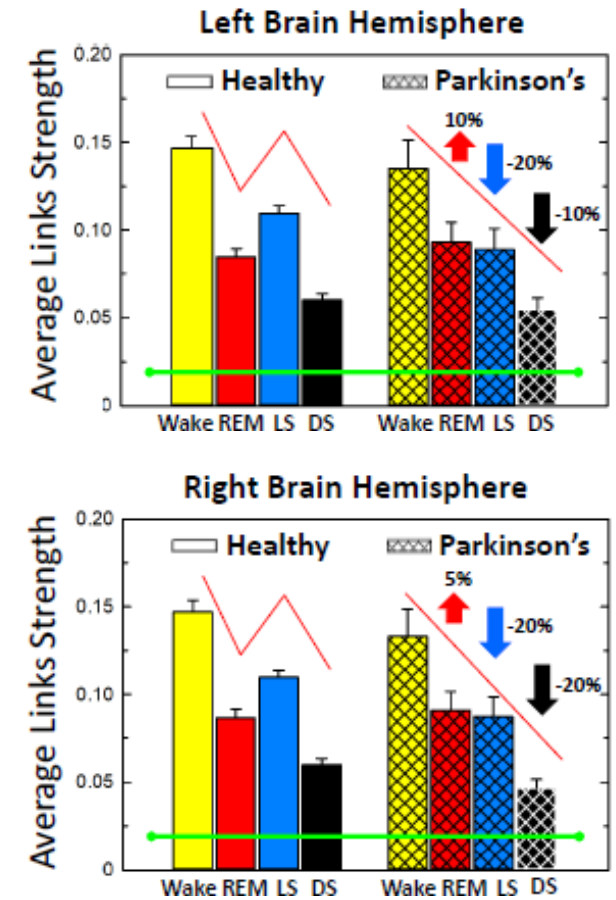 Left Brain Hemisphere
Average Links Strength
0.20
0.15
0.10
0.05
0
Healthy
Parkinson's
10%
-20%
-10%
Wake REM LS DS
Wake REM LS DS
Right Brain Hemisphere
Average Links Strength
0.20
0.15
0.10
0.05
0
Healthy
Parkinson's
5%
-20%
-20%
Wake REM LS DS
Wake REM LS DS